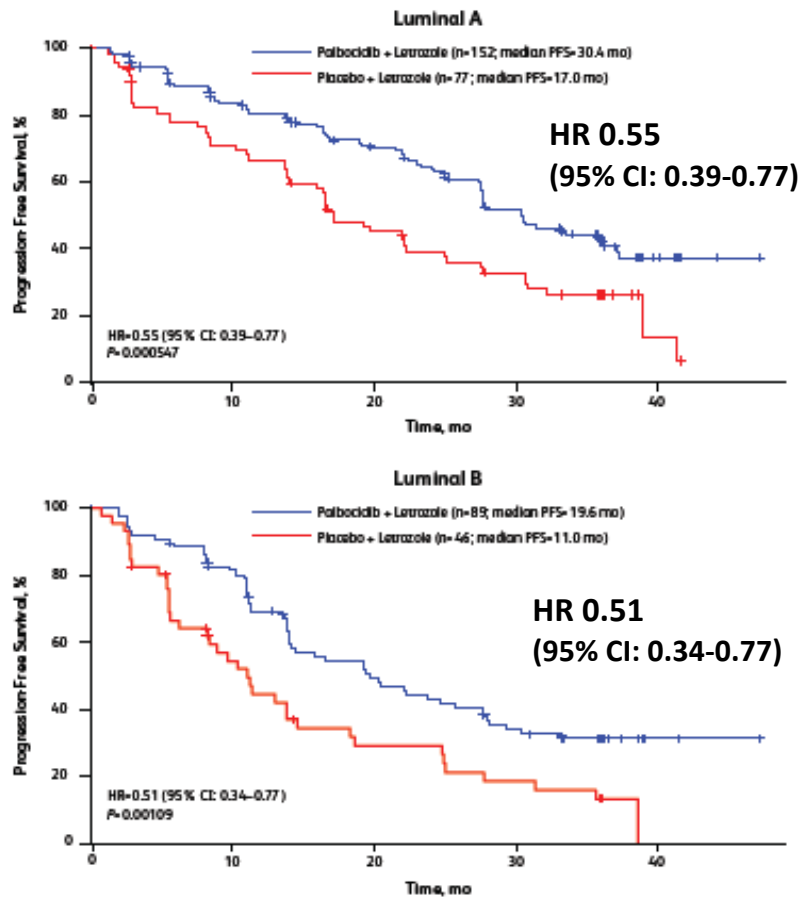 Luminal A
Palbociclib + Letrozole (n=152; median PFS=30.4 mo)
Placebo + Letrozole (n=77; median PFS=17.0 mo)
HR 0.55
(95% CI: 0.39-0.77)
Progression-Free Survival, %
100
80
60
40
20
0
HR=0.55 (95% CI: 0.39–0.77)
P=0.000547
0 10 20 30 40
Time, mo
Luminal B
Palbociclib + Letrozole (n=89; median PFS=19.6 mo)
Placebo + Letrozole (n=46; median PFS=11.0 mo)
HR 0.51
(95% CI: 0.34-0.77)
Progression-Free Survival, %
100
80
60
40
20
0
HR=0.51 (95% CI: 0.34–0.77)
P=0.00109
0 10 20 30 40
Time, mo